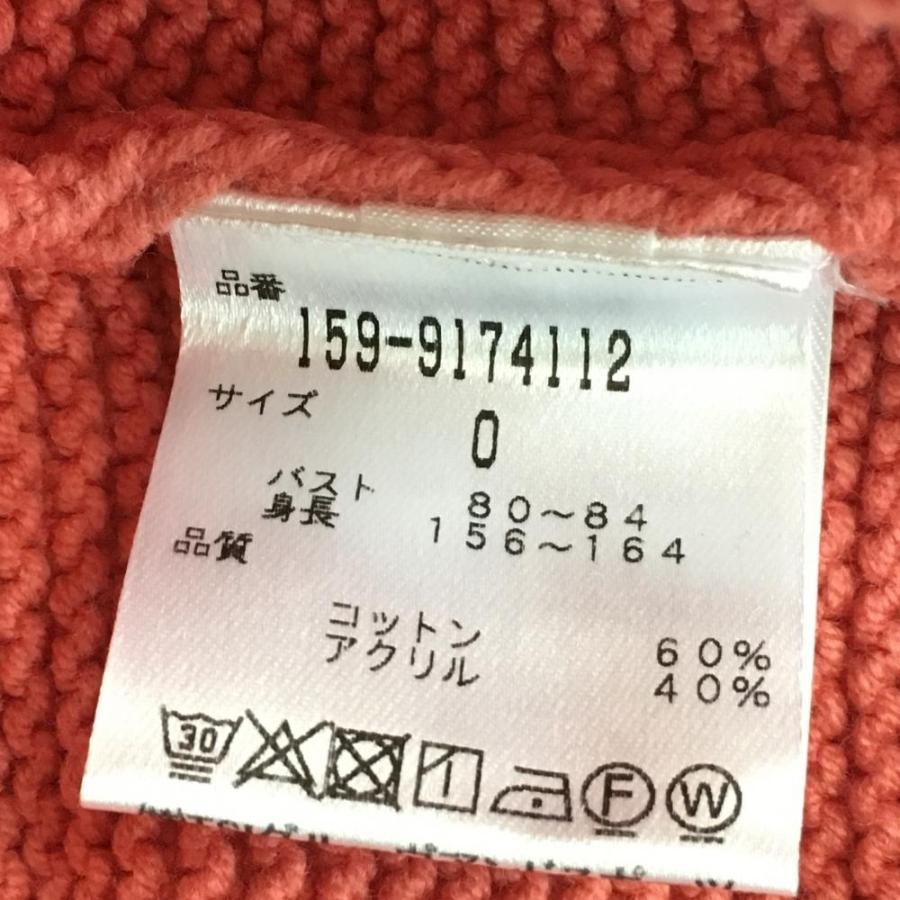 品番
159-9174112
サイズ
0
バスト 80~84
身長 156~164
品質
コットン 60%
アクリル 40%
30 F W